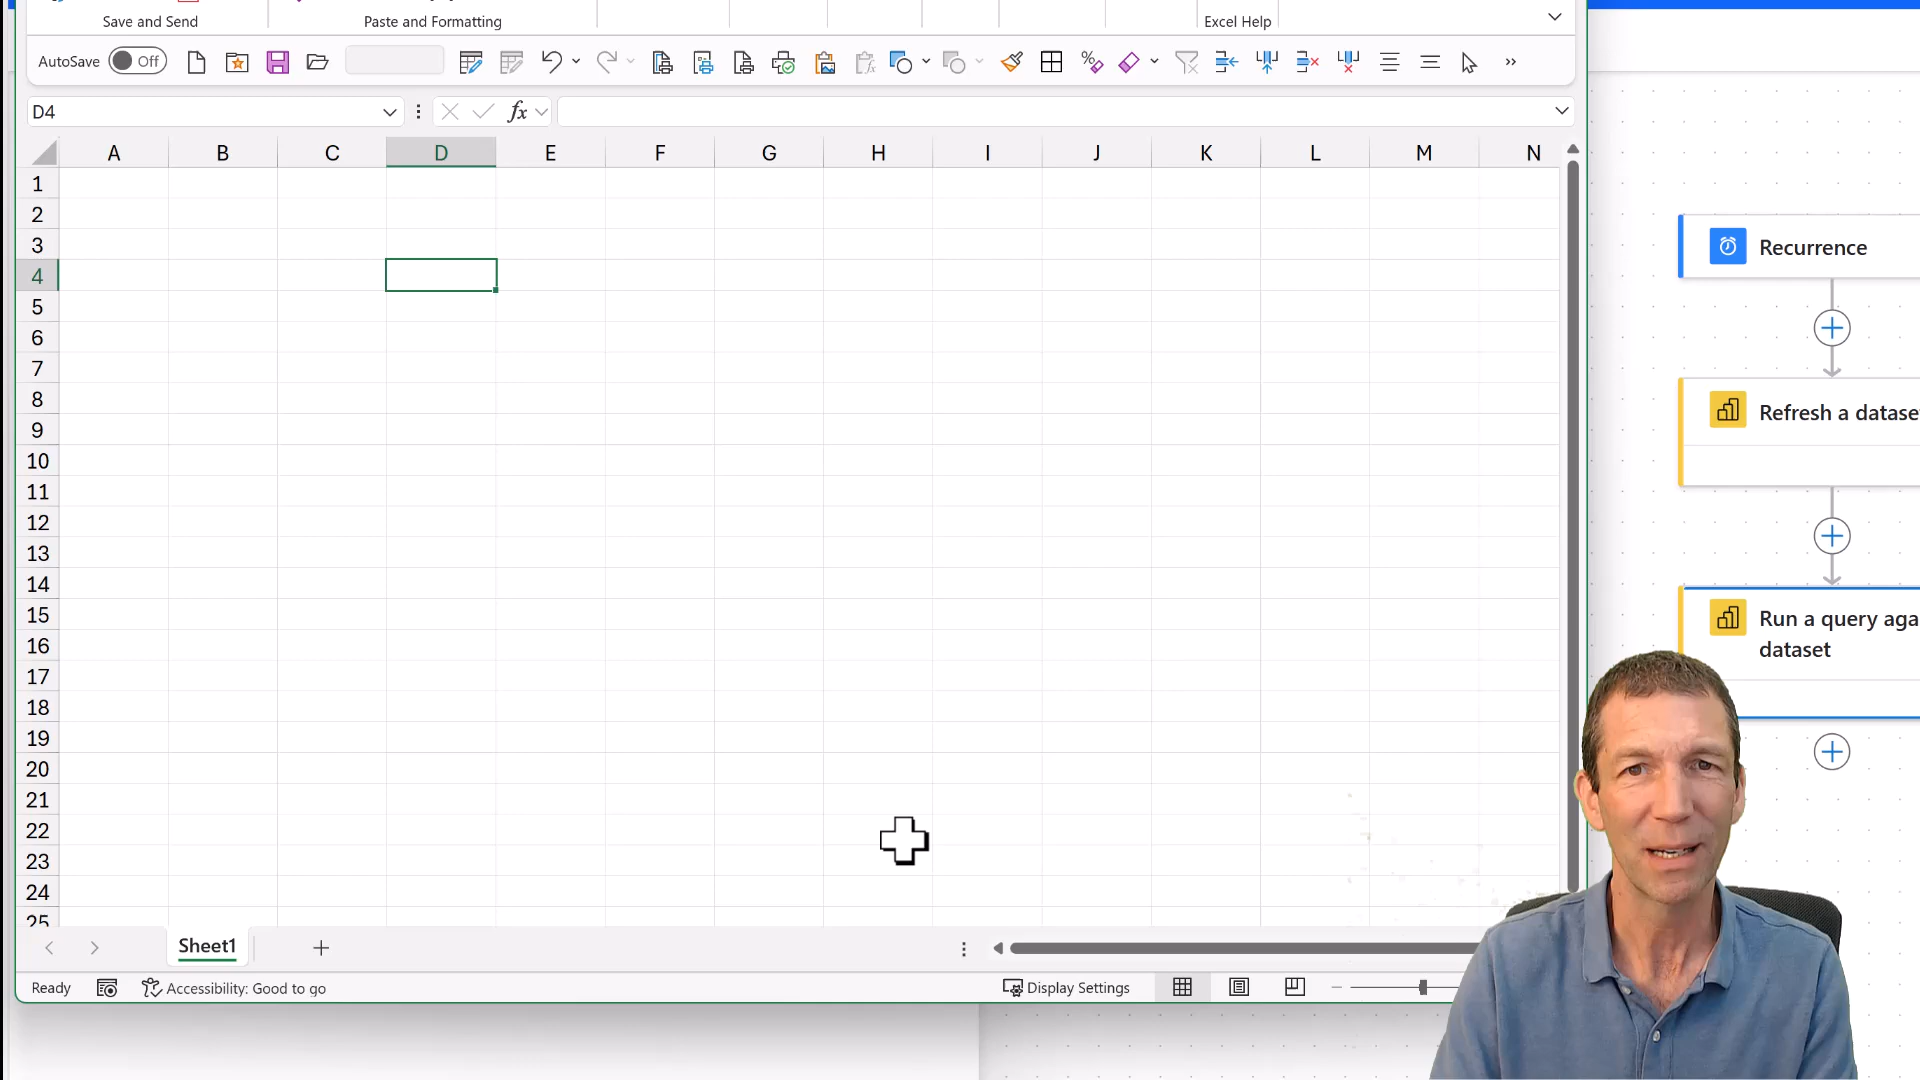 Save and Send
Paste and Formatting
Excel Help
AutoSave Off
D4
fx
A B C D E F G H I J K L M N
1
2
3
4
5
6
7
8
9
10
11
12
13
14
15
16
17
18
19
20
21
22
23
24
25
Sheet1
Ready
Accessibility: Good to go
Display Settings
Recurrence
Refresh a datase
Run a query aga
dataset